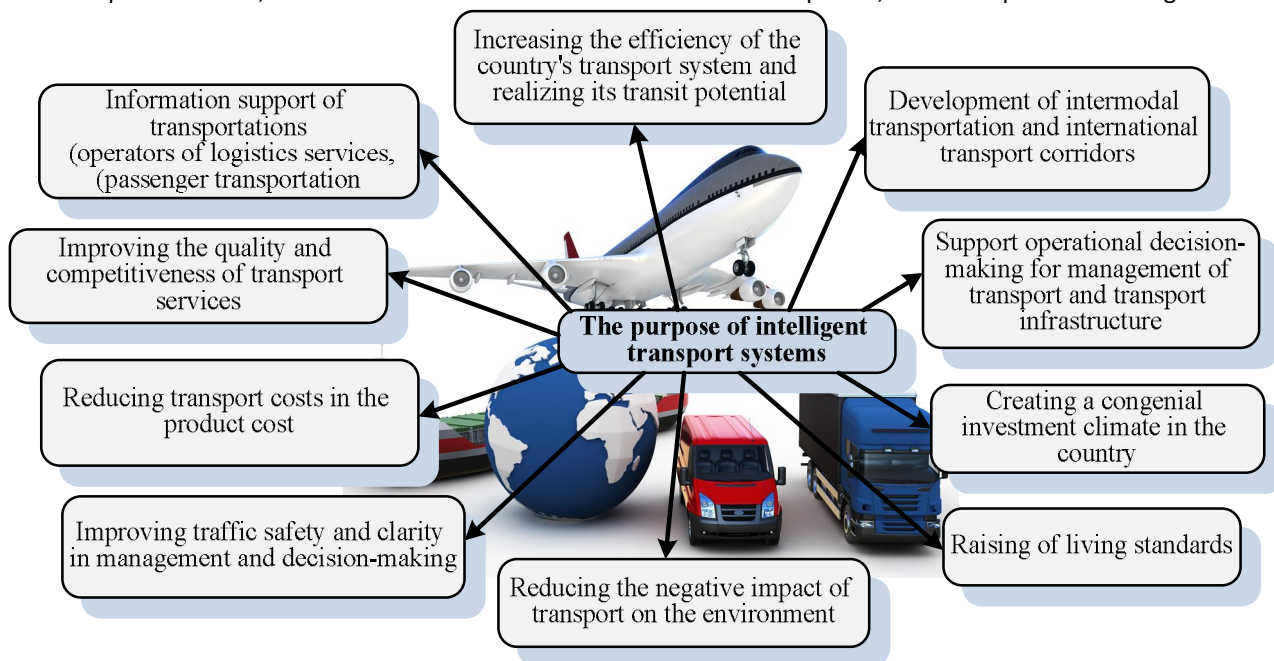 Increasing the efficiency of the
country's transport system and
realizing its transit potential
Information support of
transportations
(operators of logistics services,
(passenger transportation
Development of intermodal
transportation and international
transport corridors
Improving the quality and
competitiveness of transport
services
Support operational decision-
making for management of
transport and transport
infrastructure
The purpose of intelligent
transport systems
Reducing transport costs in the
product cost
Creating a congenial
investment climate in the
country
Improving traffic safety and clarity
in management and decision-making
Raising of living standards
Reducing the negative impact of
transport on the environment